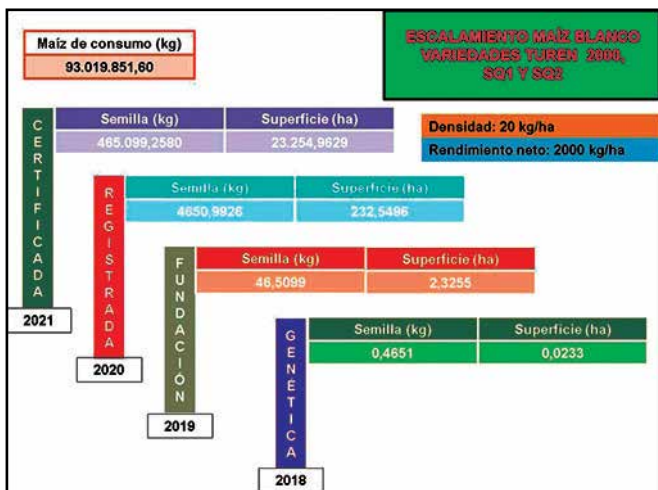 Maíz de consumo (kg)
93.019.851,60
ESCALAMIENTO MAÍZ BLANCO
VARIEDADES TUREN 2000,
SQ1 Y SQ2
Densidad: 20 kg/ha
Rendimiento neto: 2000 kg/ha
CERTIFICADA
2021
Semilla (kg) Superficie (ha)
465.099,2580 23.254,9629
REGISTRADA
2020
Semilla (kg) Superficie (ha)
4650,9926 232,5496
FUNDACIÓN
2019
Semilla (kg) Superficie (ha)
46,5099 2,3255
GENÉTICA
2018
Semilla (kg) Superficie (ha)
0,4651 0,0233